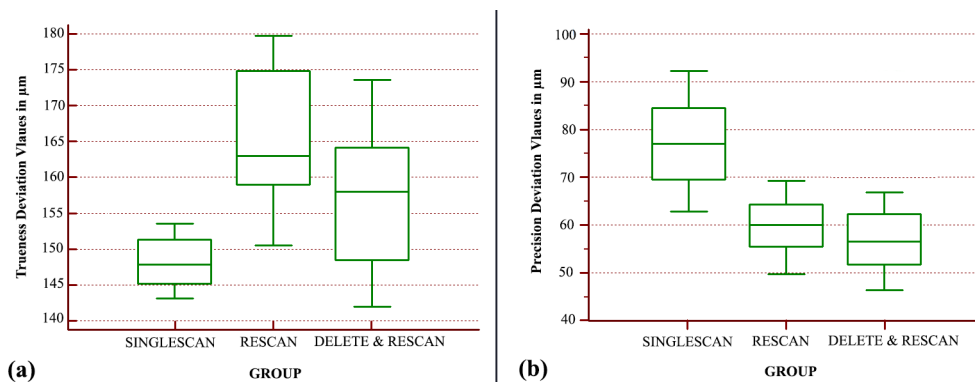 Trueness Deviation Vlaues in µm
180
175
170
165
160
155
150
145
140
SINGLESCAN RESCAN DELETE & RESCAN
(a) GROUP
Precision Deviation Vlaues in µm
100
90
80
70
60
50
40
SINGLESCAN RESCAN DELETE & RESCAN
(b) GROUP